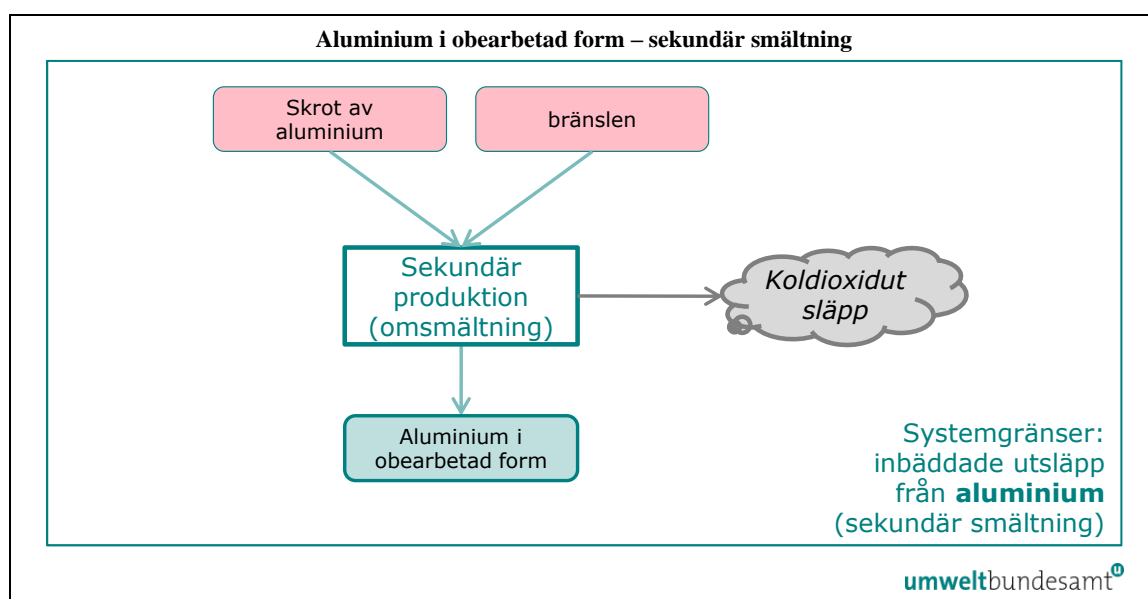 Aluminium i obearbetad form – sekundär smältning
Skrot av
aluminium
bränslen
Sekundär
produktion
(omsmältning)
Koldioxidut
släpp
Aluminium i
obearbetad form
Systemgränser:
inbäddade utsläpp
från aluminium
(sekundär smältning)
umweltbundesamt